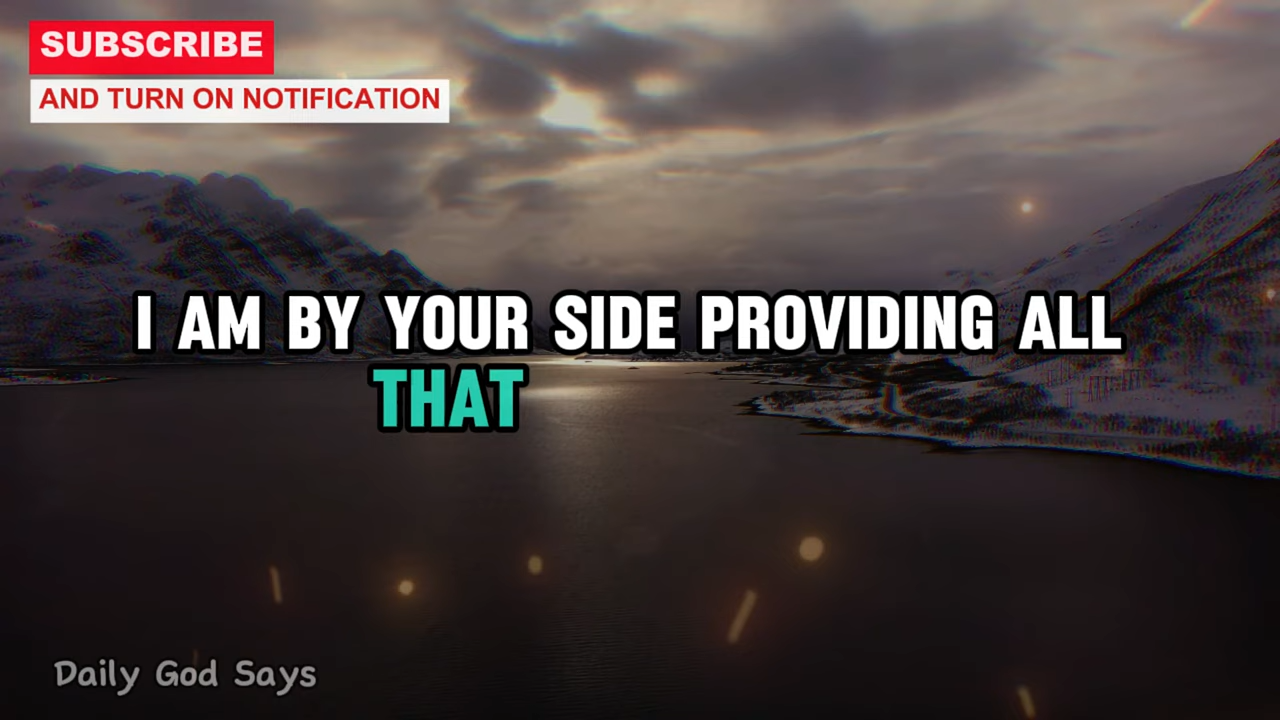 SUBSCRIBE
AND TURN ON NOTIFICATION
I AM BY YOUR SIDE PROVIDING ALL
THAT
Daily God Says